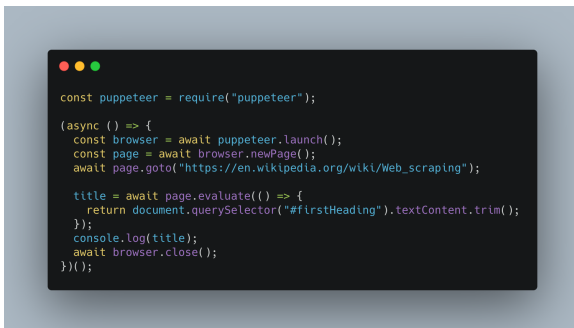 const puppeteer = require("puppeteer");
(async () => {
const browser = await puppeteer.launch();
const page = await browser.newPage();
await page.goto("https://en.wikipedia.org/wiki/Web_scraping");
title = await page.evaluate(() => {
return document.querySelector("#firstHeading").textContent.trim();
});
console.log(title);
await browser.close();
})();